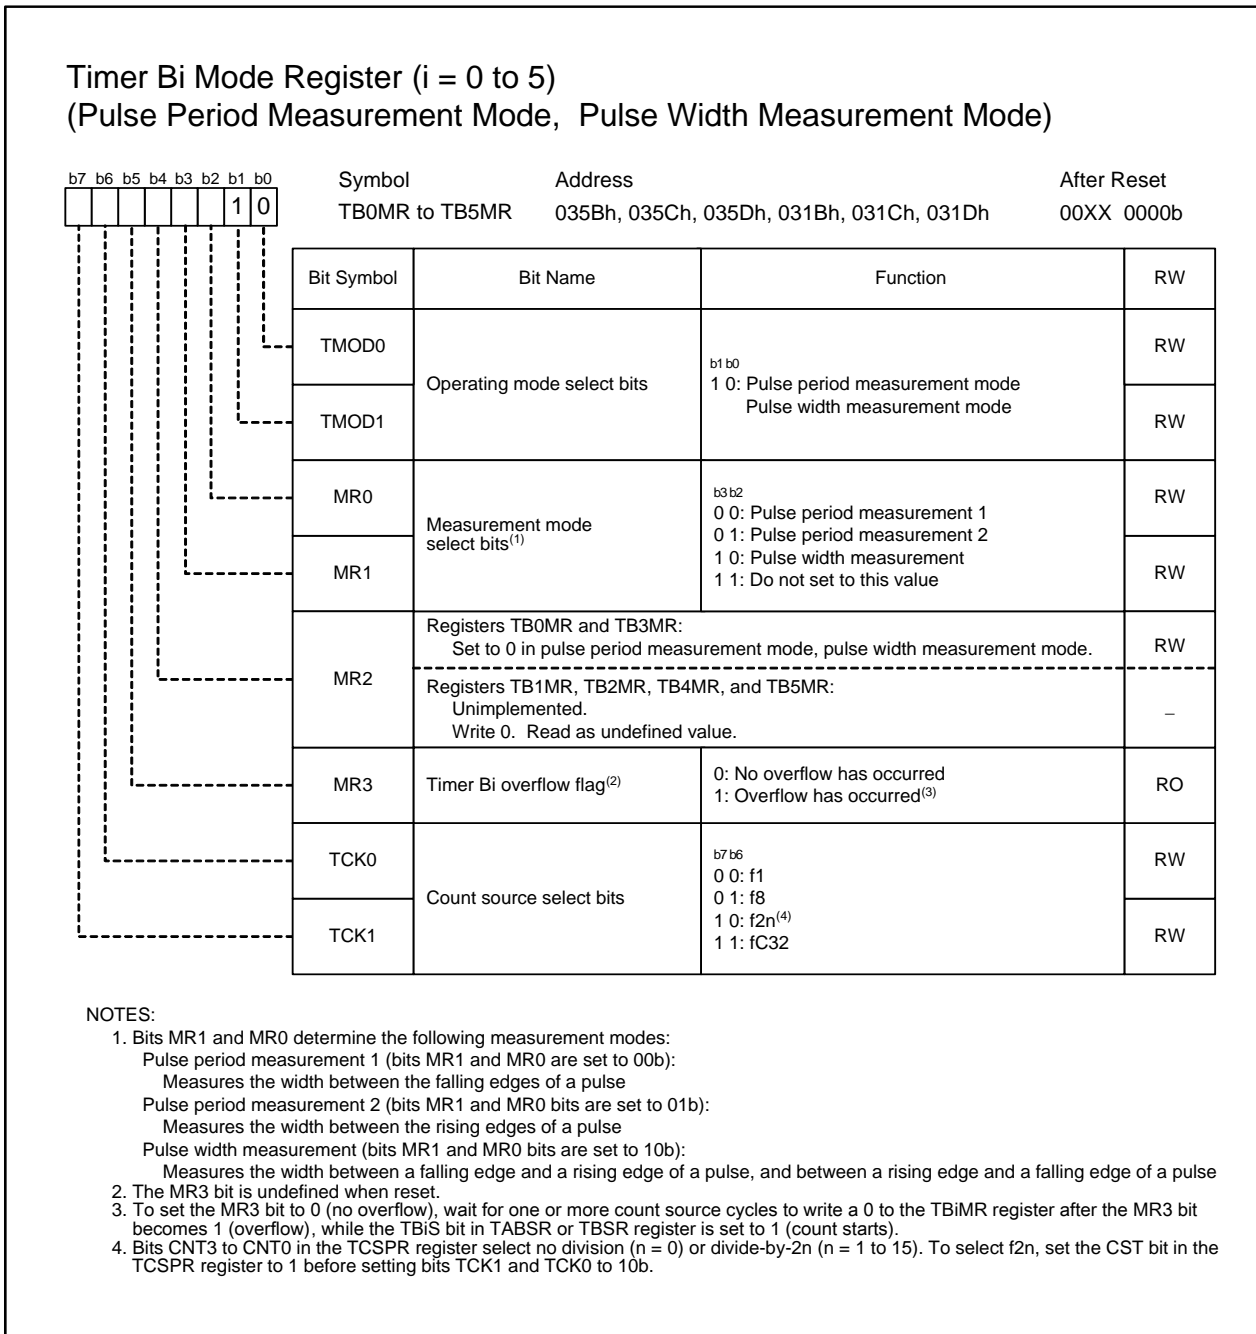 Timer Bi Mode Register (i = 0 to 5)
(Pulse Period Measurement Mode, Pulse Width Measurement Mode)
b7 b6 b5 b4 b3 b2 b1 b0
1 0
Symbol Address After Reset
TB0MR to TB5MR 035Bh, 035Ch, 035Dh, 031Bh, 031Ch, 031Dh 00XX 0000b
Bit Symbol Bit Name Function RW
TMOD0 RW
Operating mode select bits
b1 b0
1 0: Pulse period measurement mode
Pulse width measurement mode
TMOD1 RW
MR0 RW
Measurement mode
select bits(1)
b3 b2
0 0: Pulse period measurement 1
0 1: Pulse period measurement 2
1 0: Pulse width measurement
1 1: Do not set to this value
MR1 RW
MR2
Registers TB0MR and TB3MR:
Set to 0 in pulse period measurement mode, pulse width measurement mode.
RW
Registers TB1MR, TB2MR, TB4MR, and TB5MR:
Unimplemented.
Write 0. Read as undefined value.
–
MR3 Timer Bi overflow flag(2)
0: No overflow has occurred
1: Overflow has occurred(3)
RO
TCK0 RW
Count source select bits
b7 b6
0 0: f1
0 1: f8
1 0: f2n(4)
1 1: fC32
TCK1 RW
NOTES:
1. Bits MR1 and MR0 determine the following measurement modes:
Pulse period measurement 1 (bits MR1 and MR0 are set to 00b):
Measures the width between the falling edges of a pulse
Pulse period measurement 2 (bits MR1 and MR0 bits are set to 01b):
Measures the width between the rising edges of a pulse
Pulse width measurement (bits MR1 and MR0 bits are set to 10b):
Measures the width between a falling edge and a rising edge of a pulse, and between a rising edge and a falling edge of a pulse
2. The MR3 bit is undefined when reset.
3. To set the MR3 bit to 0 (no overflow), wait for one or more count source cycles to write a 0 to the TBiMR register after the MR3 bit
becomes 1 (overflow), while the TBiS bit in TABSR or TBSR register is set to 1 (count starts).
4. Bits CNT3 to CNT0 in the TCSPR register select no division (n = 0) or divide-by-2n (n = 1 to 15). To select f2n, set the CST bit in the
TCSPR register to 1 before setting bits TCK1 and TCK0 to 10b.